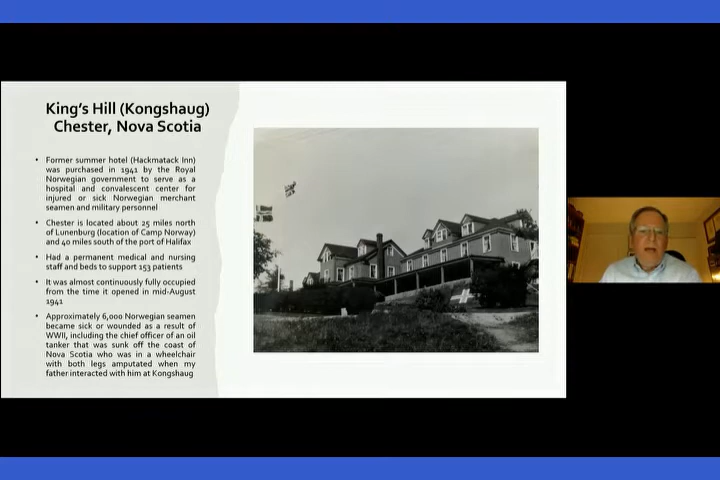 King's Hill (Kongshaug)
Chester, Nova Scotia
• Former summer hotel (Hackmatack Inn)
was purchased in 1941 by the Royal
Norwegian government to serve as a
hospital and convalescent center for
injured or sick Norwegian merchant
seamen and military personnel
• Chester is located about 25 miles north
of Lunenburg (location of Camp Norway)
and 40 miles south of the port of Halifax
• Had a permanent medical and nursing
staff and beds to support 153 patients
• It was almost continuously fully occupied
from the time it opened in mid-August
1941
• Approximately 6,000 Norwegian seamen
became sick or wounded as a result of
WWII, including the chief officer of an oil
tanker that was sunk off the coast of
Nova Scotia who was in a wheelchair
with both legs amputated when my
father interacted with him at Kongshaug